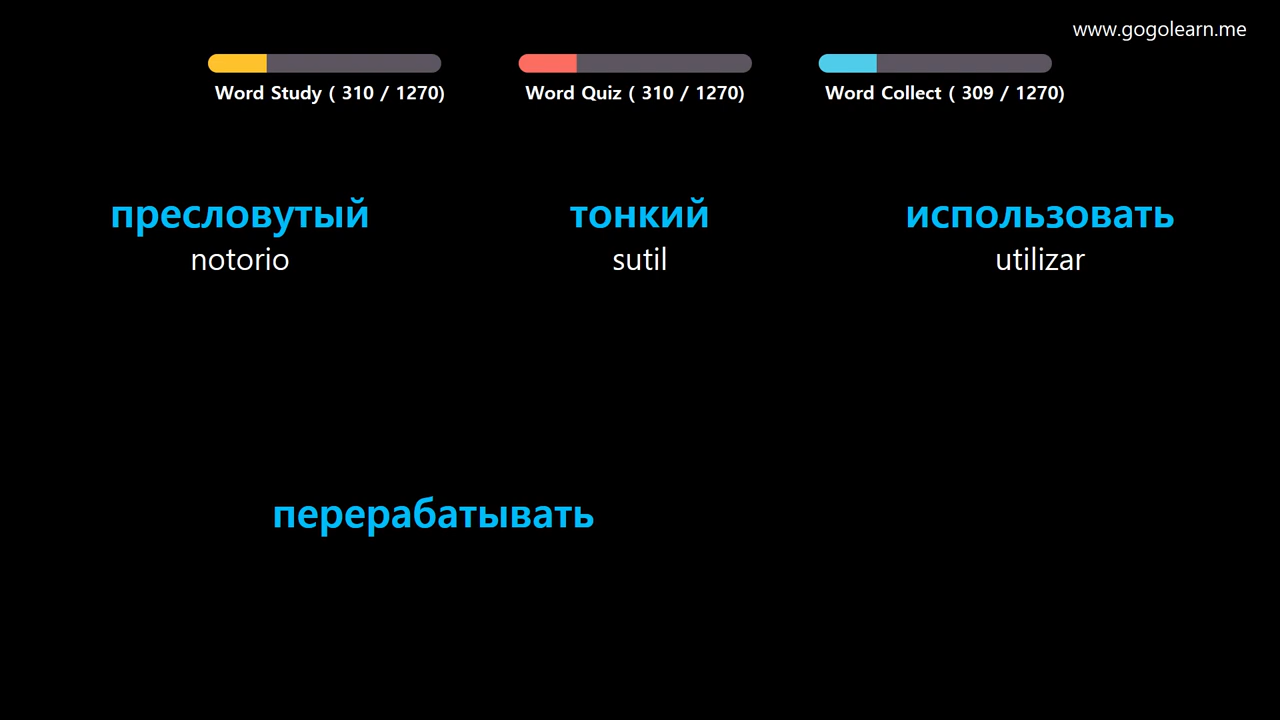 www.gogolearn.me
Word Study ( 310 / 1270)
Word Quiz ( 310 / 1270)
Word Collect ( 309 / 1270)
пресловутый
notorio
тонкий
sutil
использовать
utilizar
перерабатывать